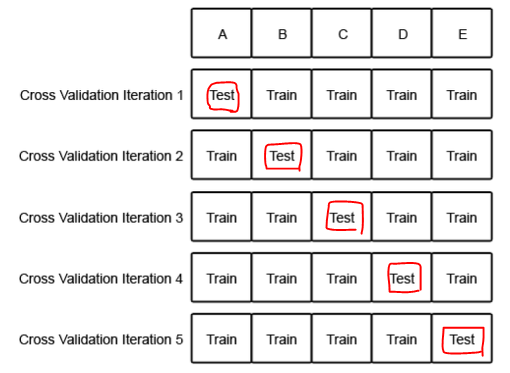 A B C D E
Cross Validation Iteration 1 Test Train Train Train Train
Cross Validation Iteration 2 Train Test Train Train Train
Cross Validation Iteration 3 Train Train Test Train Train
Cross Validation Iteration 4 Train Train Train Test Train
Cross Validation Iteration 5 Train Train Train Train Test